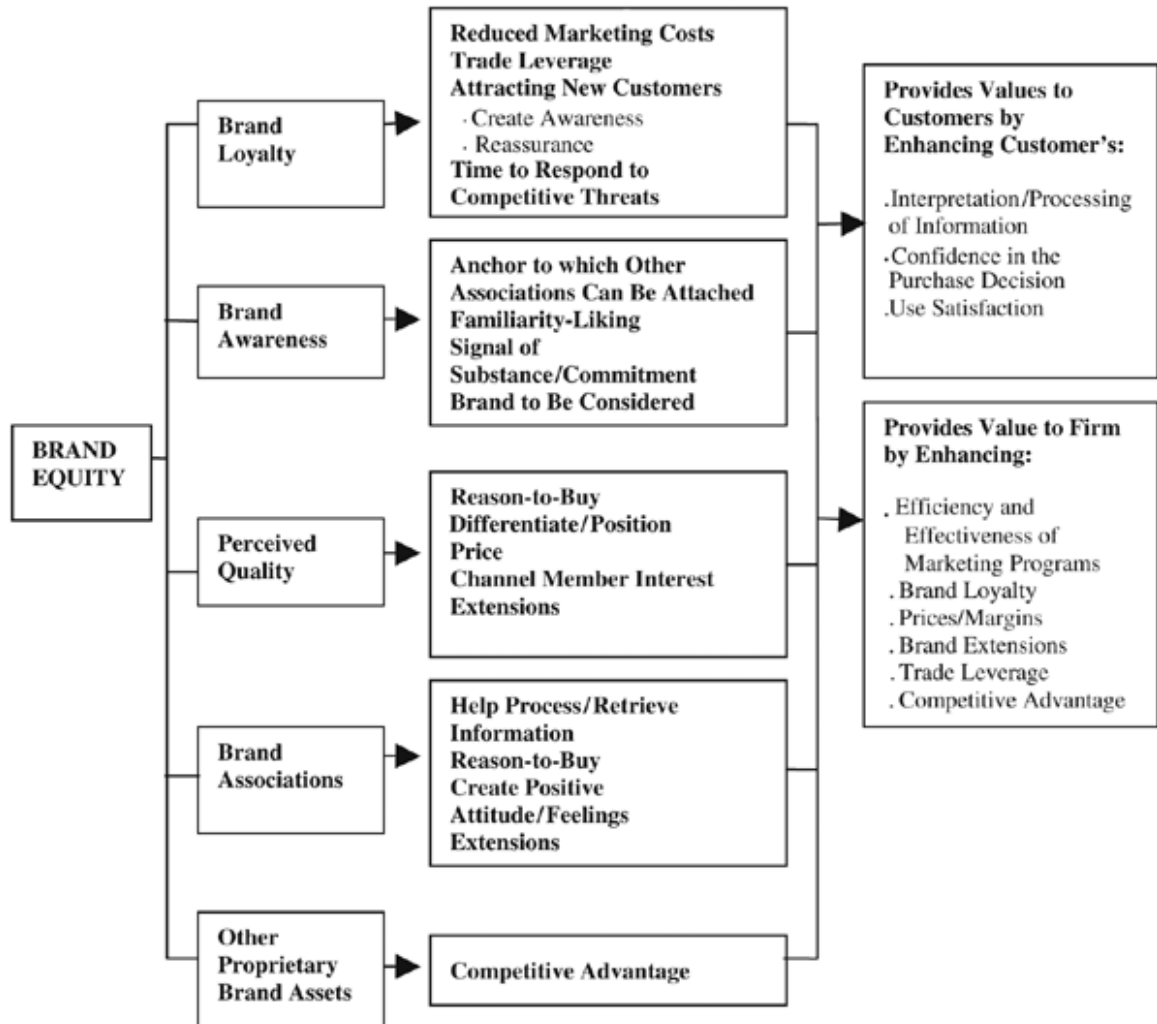 BRAND
EQUITY
Brand
Loyalty
Reduced Marketing Costs
Trade Leverage
Attracting New Customers
· Create Awareness
· Reassurance
Time to Respond to
Competitive Threats
Brand
Awareness
Anchor to which Other
Associations Can Be Attached
Familiarity-Liking
Signal of
Substance/Commitment
Brand to Be Considered
Perceived
Quality
Reason-to-Buy
Differentiate/Position
Price
Channel Member Interest
Extensions
Brand
Associations
Help Process/Retrieve
Information
Reason-to-Buy
Create Positive
Attitude/Feelings
Extensions
Other
Proprietary
Brand Assets
Competitive Advantage
Provides Values to
Customers by
Enhancing Customer's:
.Interpretation/Processing
of Information
.Confidence in the
Purchase Decision
.Use Satisfaction
Provides Value to Firm
by Enhancing:
. Efficiency and
Effectiveness of
Marketing Programs
. Brand Loyalty
. Prices/Margins
. Brand Extensions
. Trade Leverage
. Competitive Advantage